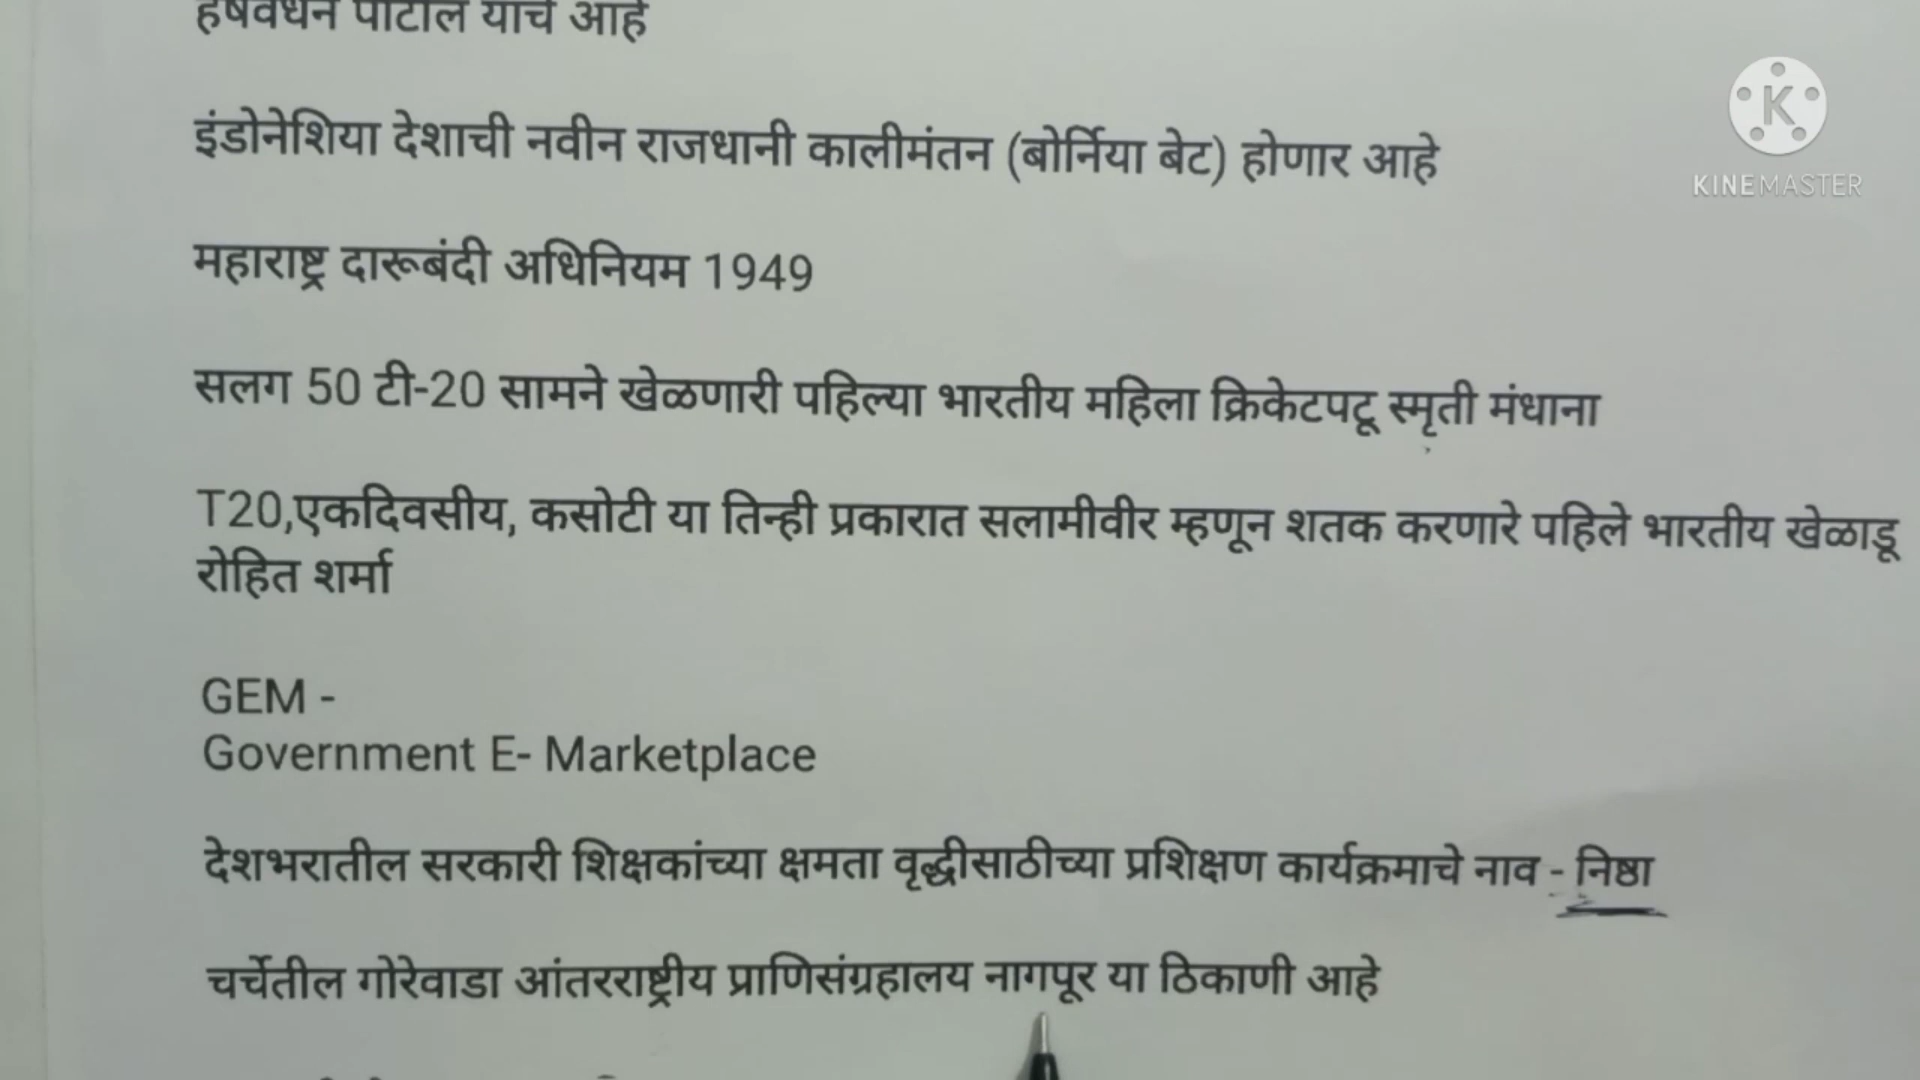 हर्षवर्धन पाटील यांचे आहे
K
KINEMASTER
इंडोनेशिया देशाची नवीन राजधानी कालीमंतन (बोर्निया बेट) होणार आहे
महाराष्ट्र दारूबंदी अधिनियम 1949
सलग 50 टी-20 सामने खेळणारी पहिल्या भारतीय महिला क्रिकेटपटू स्मृती मंधाना
T20,एकदिवसीय, कसोटी या तिन्ही प्रकारात सलामीवीर म्हणून शतक करणारे पहिले भारतीय खेळाडू
रोहित शर्मा
GEM -
Government E- Marketplace
देशभरातील सरकारी शिक्षकांच्या क्षमता वृद्धीसाठीच्या प्रशिक्षण कार्यक्रमाचे नाव - निष्ठा
चर्चेतील गोरेवाडा आंतरराष्ट्रीय प्राणिसंग्रहालय नागपूर या ठिकाणी आहे